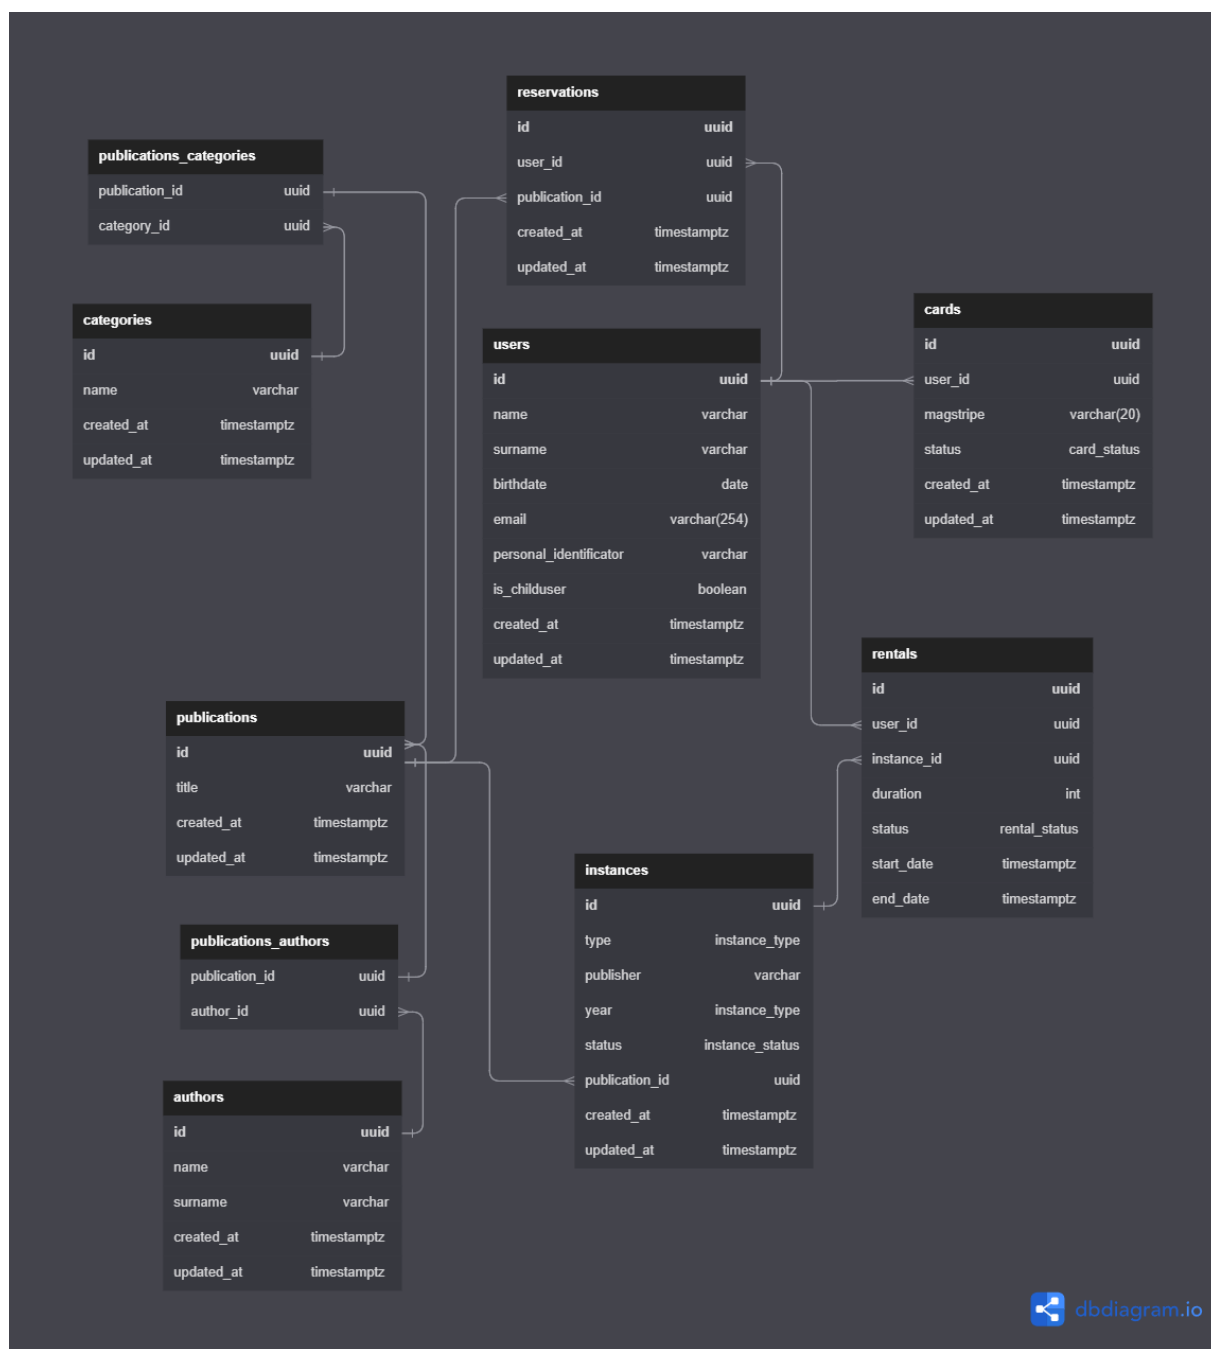 reservations
id uuid
user_id uuid
publication_id uuid
created_at timestamptz
updated_at timestamptz
publications_categories
publication_id uuid
category_id uuid
categories
id uuid
name varchar
created_at timestamptz
updated_at timestamptz
users
id uuid
name varchar
surname varchar
birthdate date
email varchar(254)
personal_identificator varchar
is_childuser boolean
created_at timestamptz
updated_at timestamptz
cards
id uuid
user_id uuid
magstripe varchar(20)
status card_status
created_at timestamptz
updated_at timestamptz
rentals
id uuid
user_id uuid
instance_id uuid
duration int
status rental_status
start_date timestamptz
end_date timestamptz
publications
id uuid
title varchar
created_at timestamptz
updated_at timestamptz
instances
id uuid
type instance_type
publisher varchar
year instance_type
status instance_status
publication_id uuid
created_at timestamptz
updated_at timestamptz
publications_authors
publication_id uuid
author_id uuid
authors
id uuid
name varchar
surname varchar
created_at timestamptz
updated_at timestamptz
dbdiagram.io